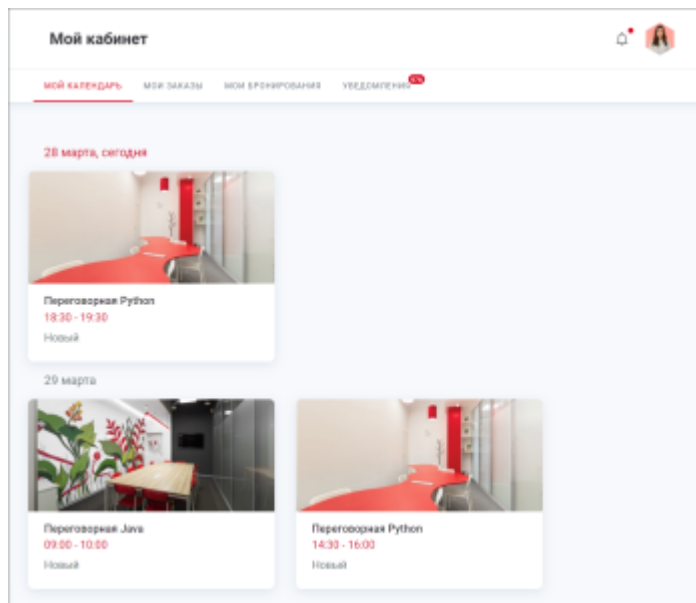 Мой кабинет
МОЙ КАЛЕНДАРЬ МОИ ЗАКАЗЫ МОИ БРОНИРОВАНИЯ УВЕДОМЛЕНИЯ
28 марта, сегодня
Переговорная Python
18:30 - 19:30
Новый
29 марта
Переговорная Java Переговорная Python
09:00 - 10:00 14:30 - 16:00
Новый Новый